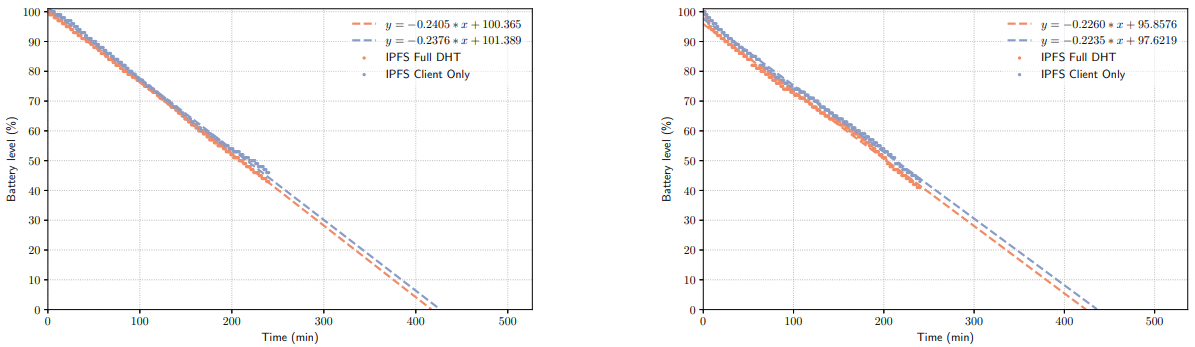 100
90
80
70
60
50
40
30
20
10
0
0 100 200 300 400 500
Battery level (%)
Time (min)
y = −0.2405 * x + 100.365
y = −0.2376 * x + 101.389
IPFS Full DHT
IPFS Client Only
100
90
80
70
60
50
40
30
20
10
0
0 100 200 300 400 500
Battery level (%)
Time (min)
y = −0.2260 * x + 95.8576
y = −0.2235 * x + 97.6219
IPFS Full DHT
IPFS Client Only